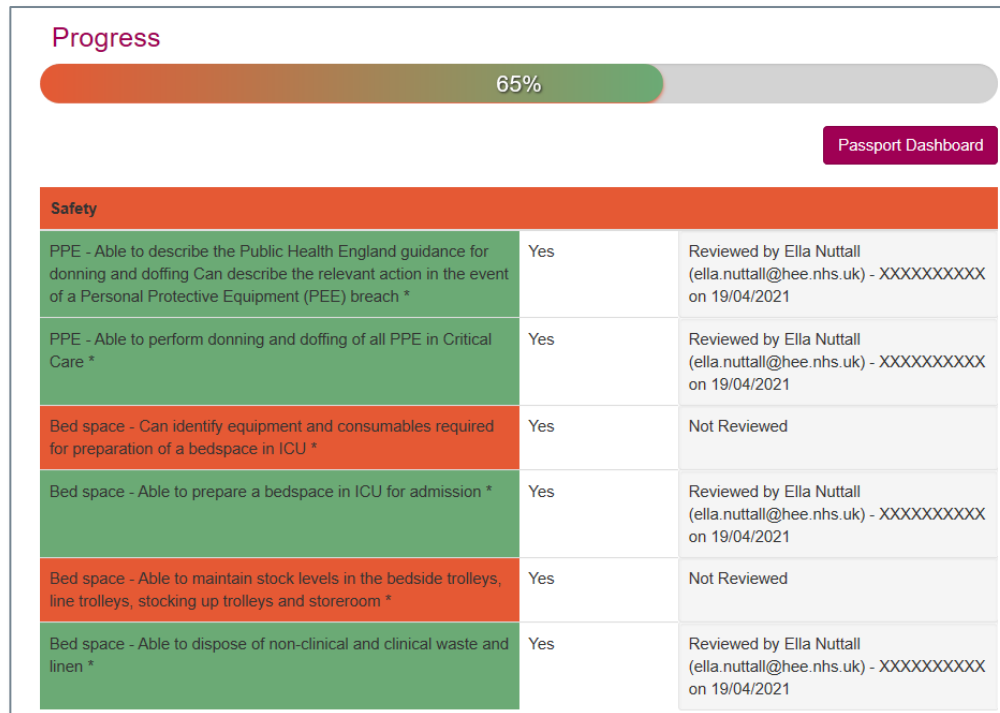 Progress
65%
Passport Dashboard
Safety
PPE - Able to describe the Public Health England guidance for
donning and doffing Can describe the relevant action in the event
of a Personal Protective Equipment (PEE) breach *
Yes
Reviewed by Ella Nuttall
(ella.nuttall@hee.nhs.uk) - XXXXXXXXXX
on 19/04/2021
PPE - Able to perform donning and doffing of all PPE in Critical
Care *
Yes
Reviewed by Ella Nuttall
(ella.nuttall@hee.nhs.uk) - XXXXXXXXXX
on 19/04/2021
Bed space - Can identify equipment and consumables required
for preparation of a bedspace in ICU *
Yes
Not Reviewed
Bed space - Able to prepare a bedspace in ICU for admission *
Yes
Reviewed by Ella Nuttall
(ella.nuttall@hee.nhs.uk) - XXXXXXXXXX
on 19/04/2021
Bed space - Able to maintain stock levels in the bedside trolleys,
line trolleys, stocking up trolleys and storeroom *
Yes
Not Reviewed
Bed space - Able to dispose of non-clinical and clinical waste and
linen *
Yes
Reviewed by Ella Nuttall
(ella.nuttall@hee.nhs.uk) - XXXXXXXXXX
on 19/04/2021